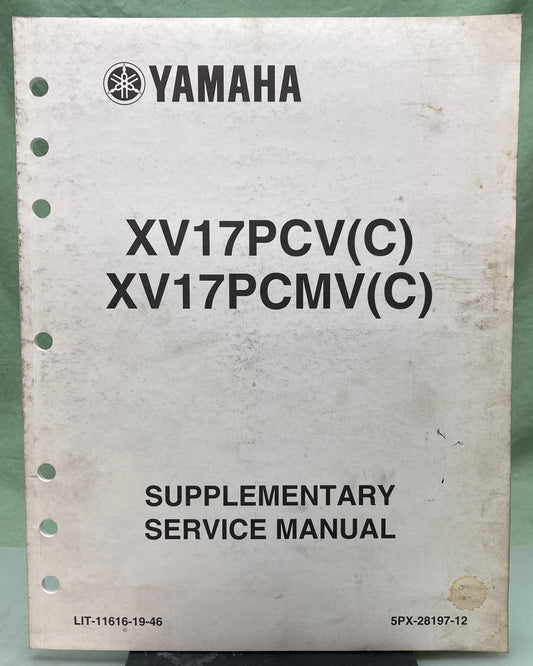 YAMAHA
XV17PCV(C)
XV17PCMV(C)
SUPPLEMENTARY
SERVICE MANUAL
LIT-11616-19-46 5PX-28197-12